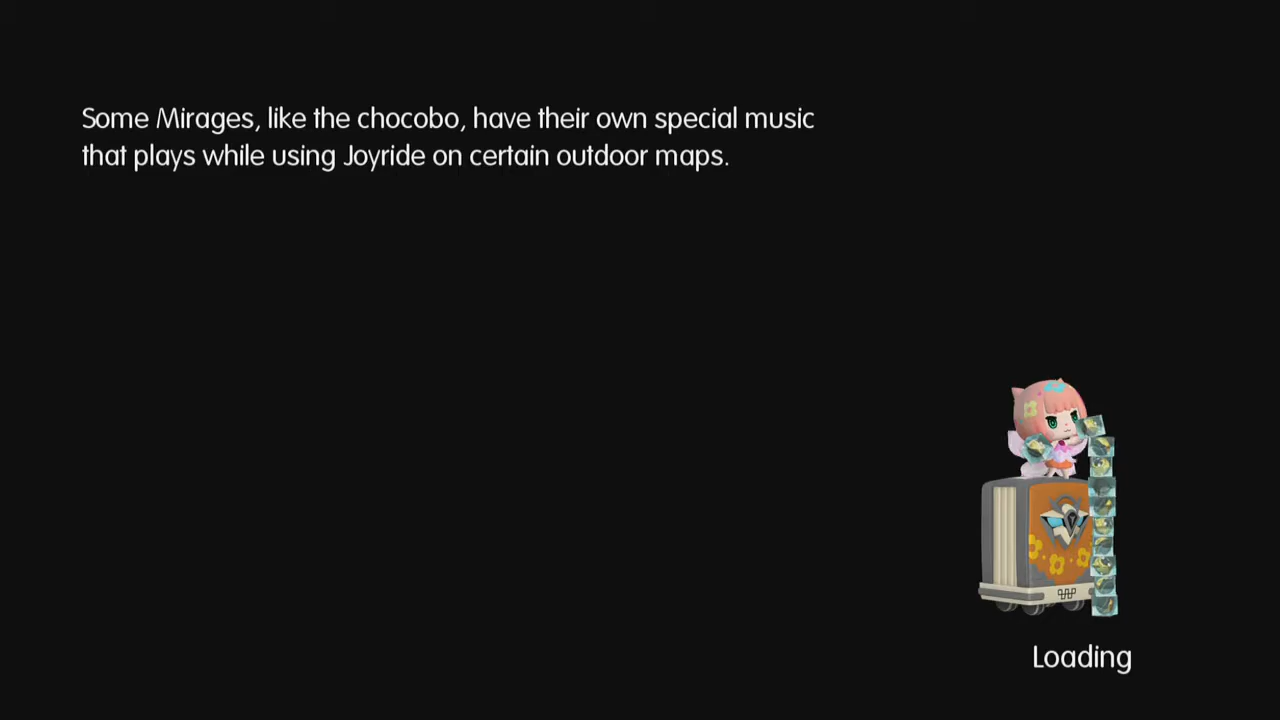 Some Mirages, like the chocobo, have their own special music
that plays while using Joyride on certain outdoor maps.
Loading